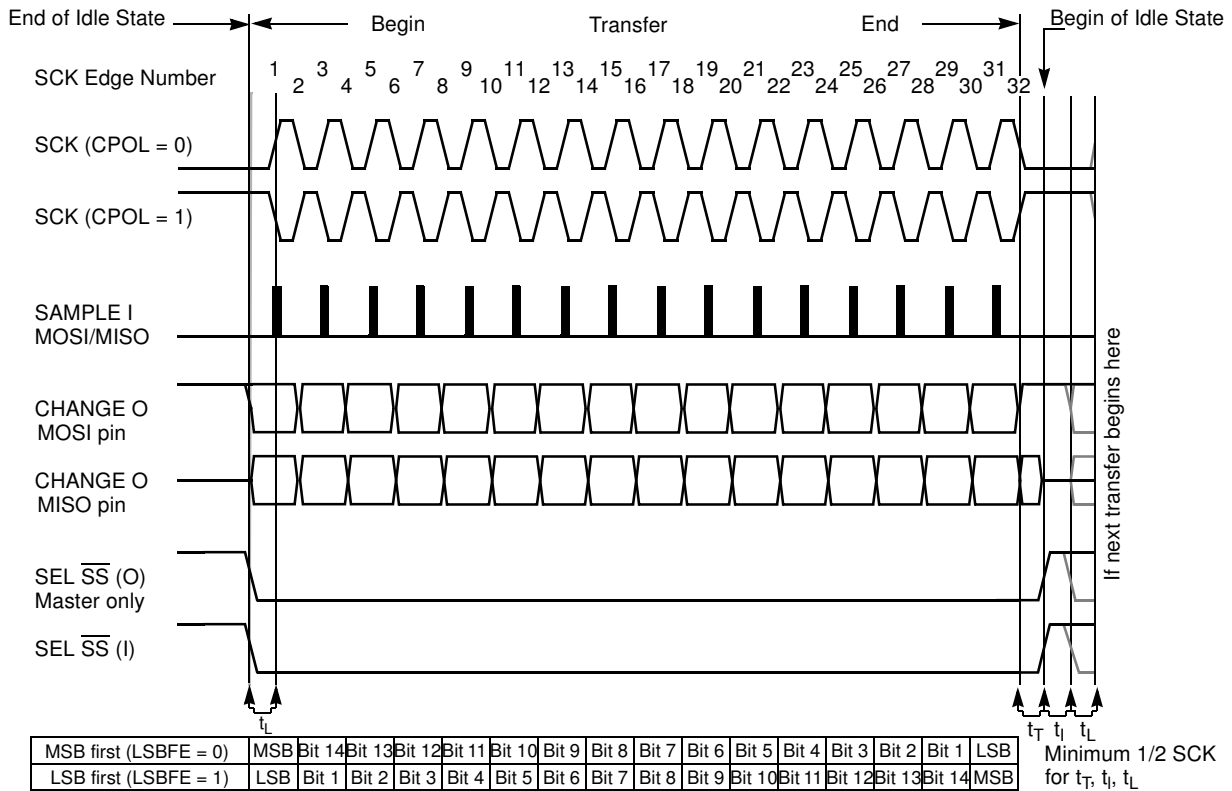 End of Idle State
Begin
Transfer
End
Begin of Idle State
SCK Edge Number
1 3 5 7 9 11 13 15 17 19 21 23 25 27 29 31
2 4 6 8 10 12 14 16 18 20 22 24 26 28 30 32
SCK (CPOL = 0)
SCK (CPOL = 1)
SAMPLE I
MOSI/MISO
CHANGE O
MOSI pin
CHANGE O
MISO pin
SEL SS (O)
Master only
SEL SS (I)
If next transfer begins here
tL
tT tI tL
MSB first (LSBFE = 0) MSB Bit 14 Bit 13 Bit 12 Bit 11 Bit 10 Bit 9 Bit 8 Bit 7 Bit 6 Bit 5 Bit 4 Bit 3 Bit 2 Bit 1 LSB
LSB first (LSBFE = 1) LSB Bit 1 Bit 2 Bit 3 Bit 4 Bit 5 Bit 6 Bit 7 Bit 8 Bit 9 Bit 10 Bit 11 Bit 12 Bit 13 Bit 14 MSB
Minimum 1/2 SCK
for tT, tI, tL